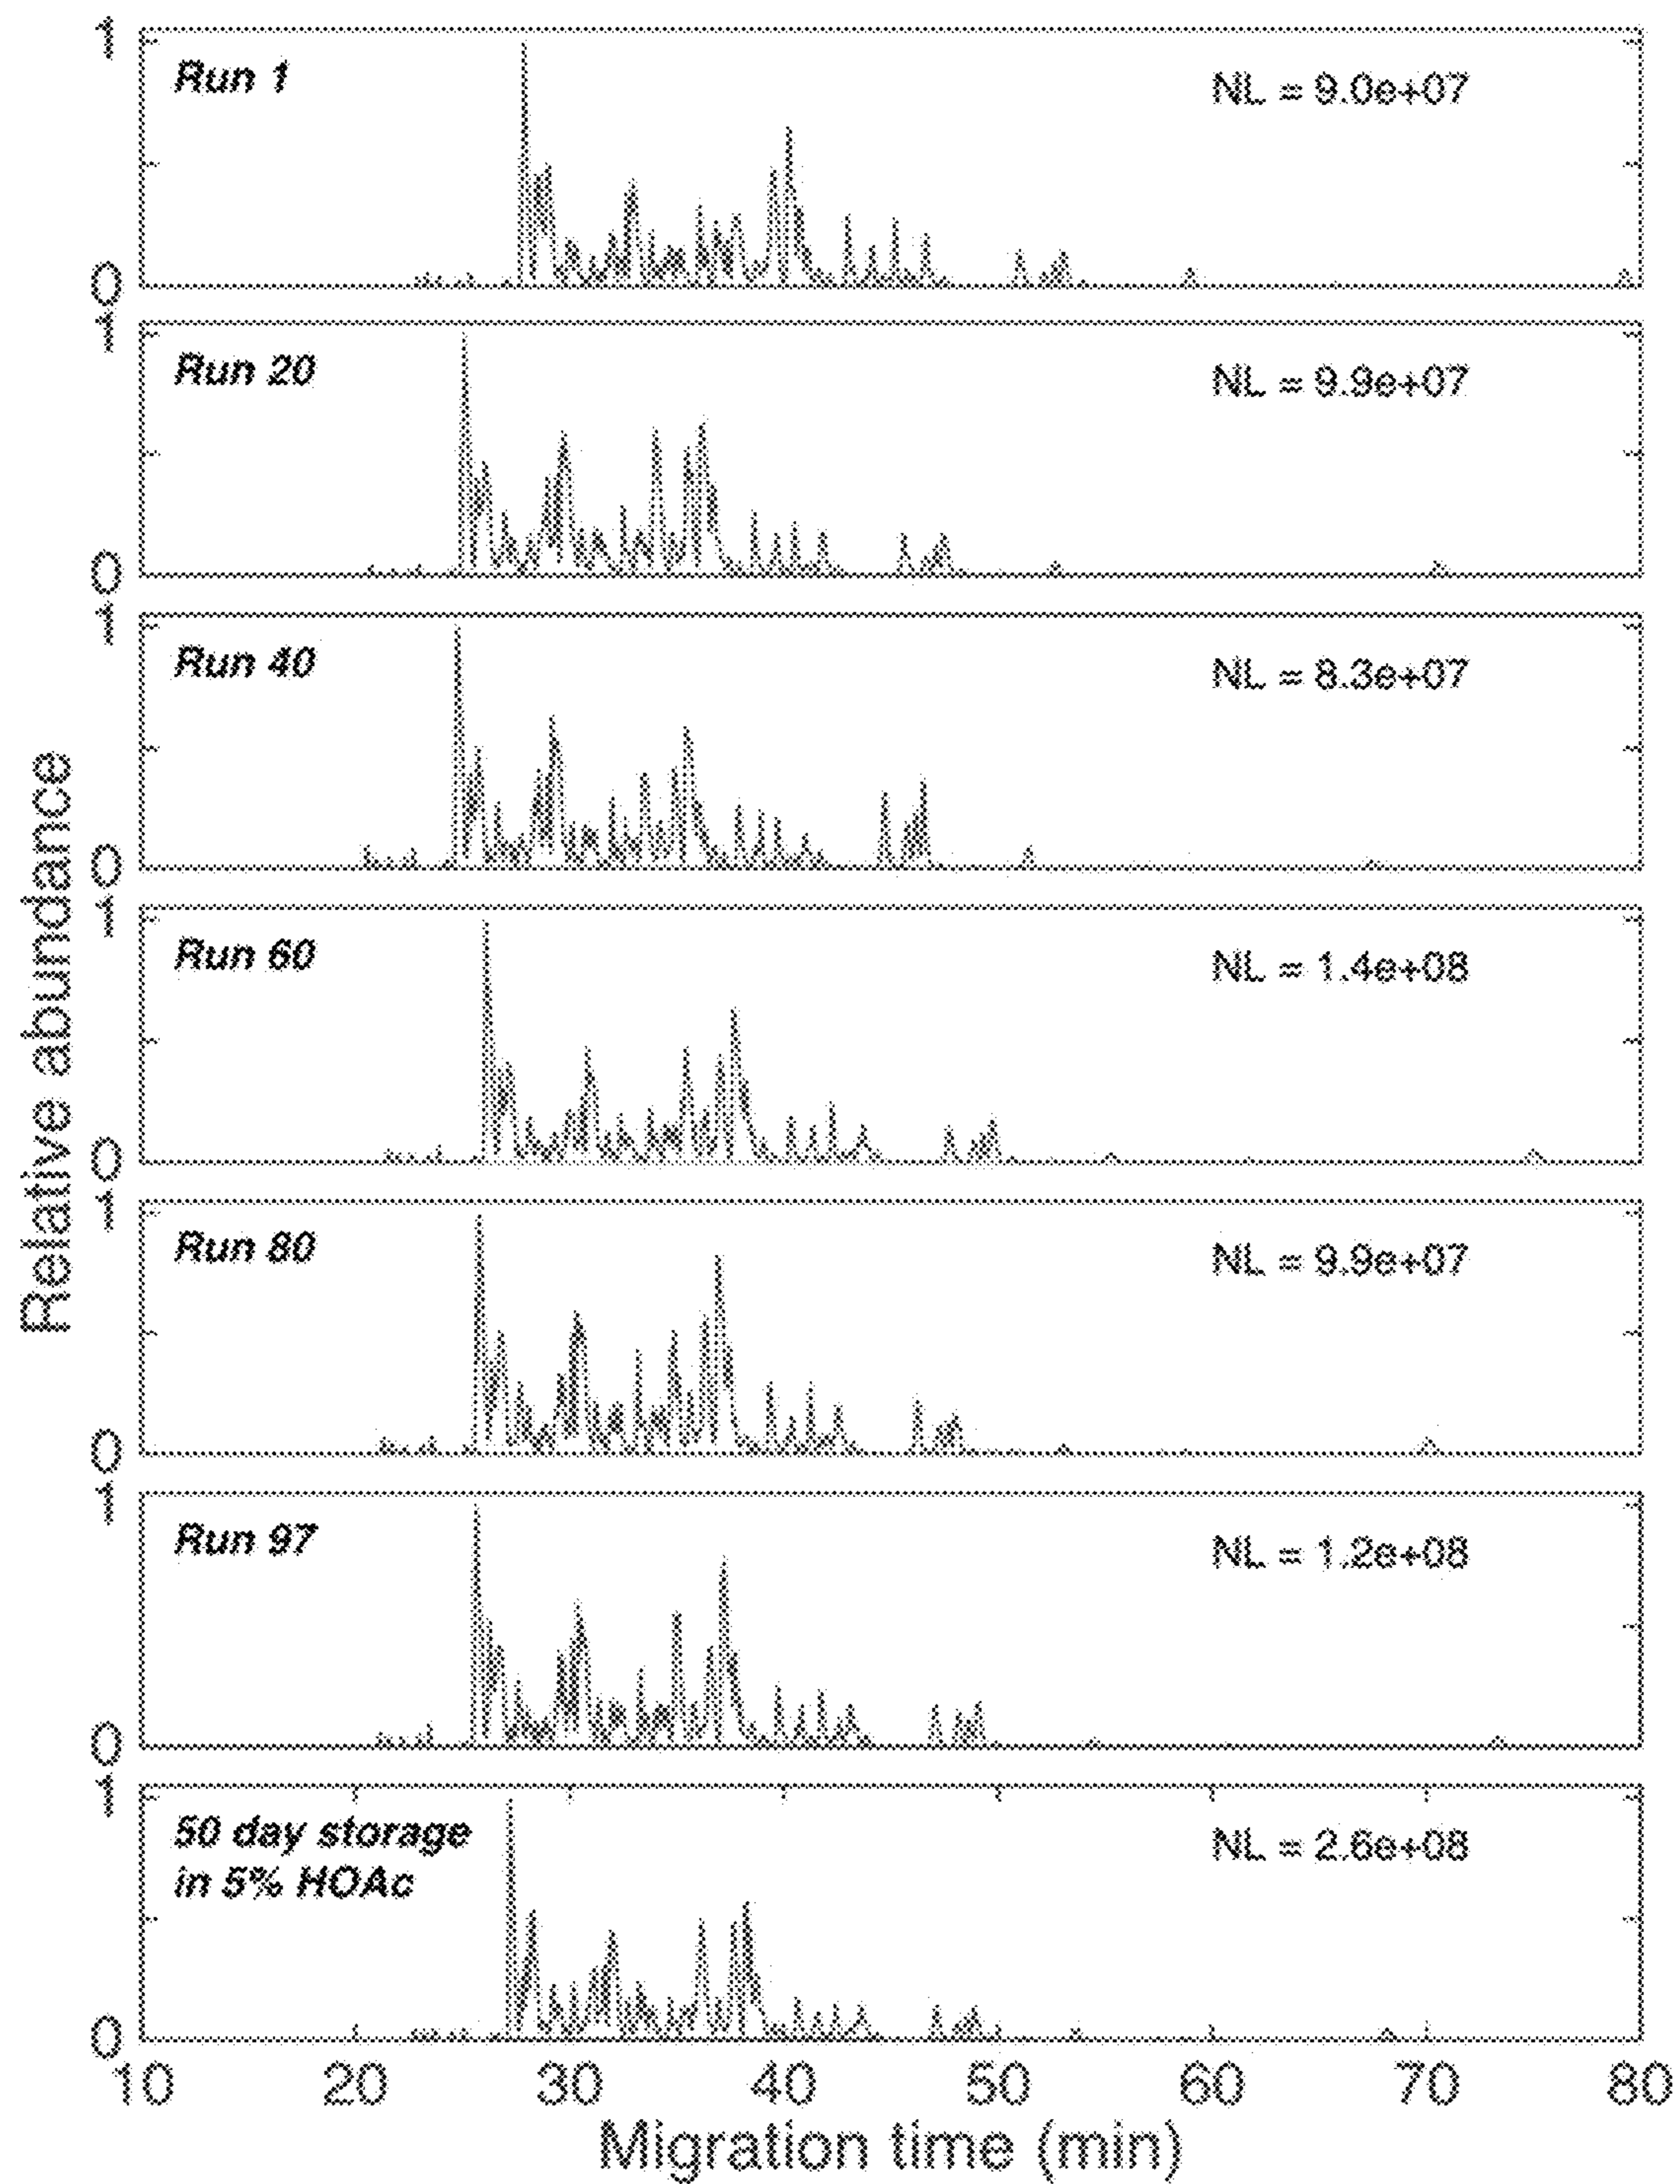 1
Run 1
NL = 9.0e+07
0
1
Run 20
NL = 9.9e+07
0
1
Run 40
NL = 8.3e+07
0
1
Run 60
NL = 1.4e+08
0
1
Run 80
NL = 9.9e+07
0
1
Run 97
NL = 1.2e+08
0
1
50 day storage
in 5% HOAc
NL = 2.6e+08
0
10 20 30 40 50 60 70 80
Migration time (min)
Relative abundance